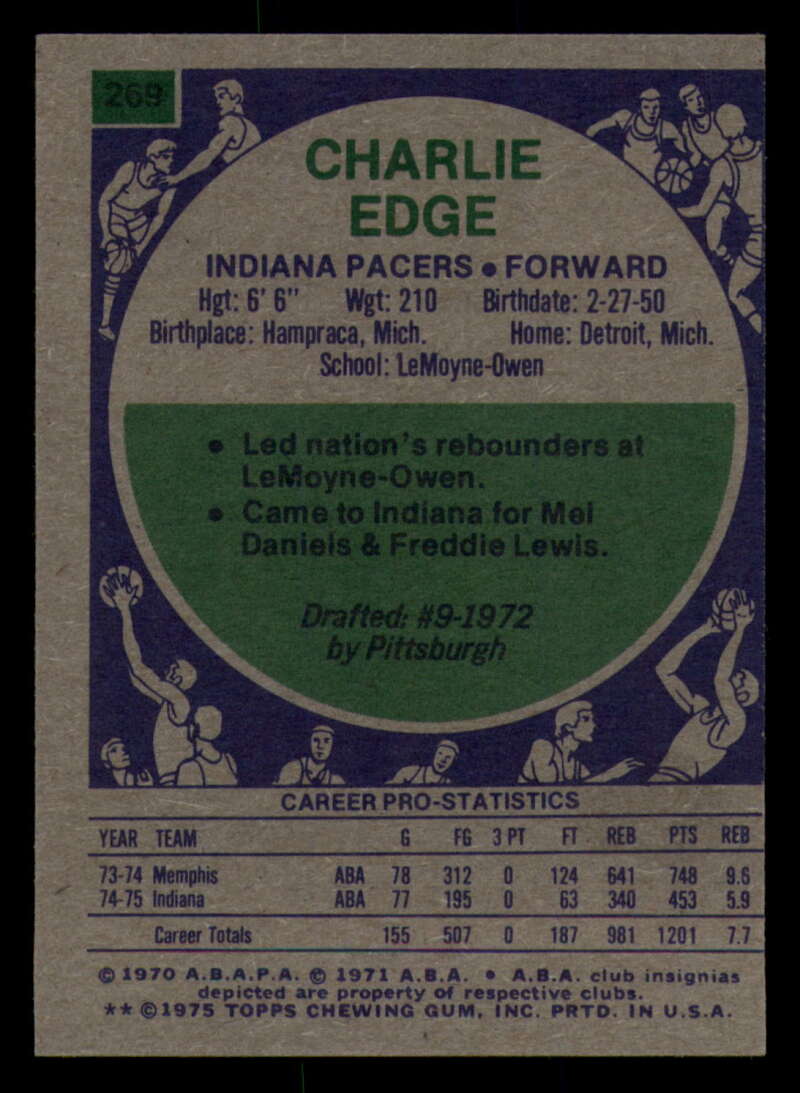 269
CHARLIE
EDGE
INDIANA PACERS • FORWARD
Hgt: 6' 6" Wgt: 210 Birthdate: 2-27-50
Birthplace: Hampraca, Mich. Home: Detroit, Mich.
School: LeMoyne-Owen
• Led nation's rebounders at
LeMoyne-Owen.
• Came to Indiana for Mel
Daniels & Freddie Lewis.
Drafted: #9-1972
by Pittsburgh
CAREER PRO-STATISTICS
YEAR TEAM G FG 3 PT FT REB PTS REB
73-74 Memphis ABA 78 312 0 124 641 748 9.6
74-75 Indiana ABA 77 195 0 63 340 453 5.9
Career Totals 155 507 0 187 981 1201 7.7
© 1970 A.B.A.P.A. © 1971 A.B.A. • A.B.A. club insignias
depicted are property of respective clubs.
** ©1975 TOPPS CHEWING GUM, INC. PRTD. IN U.S.A.